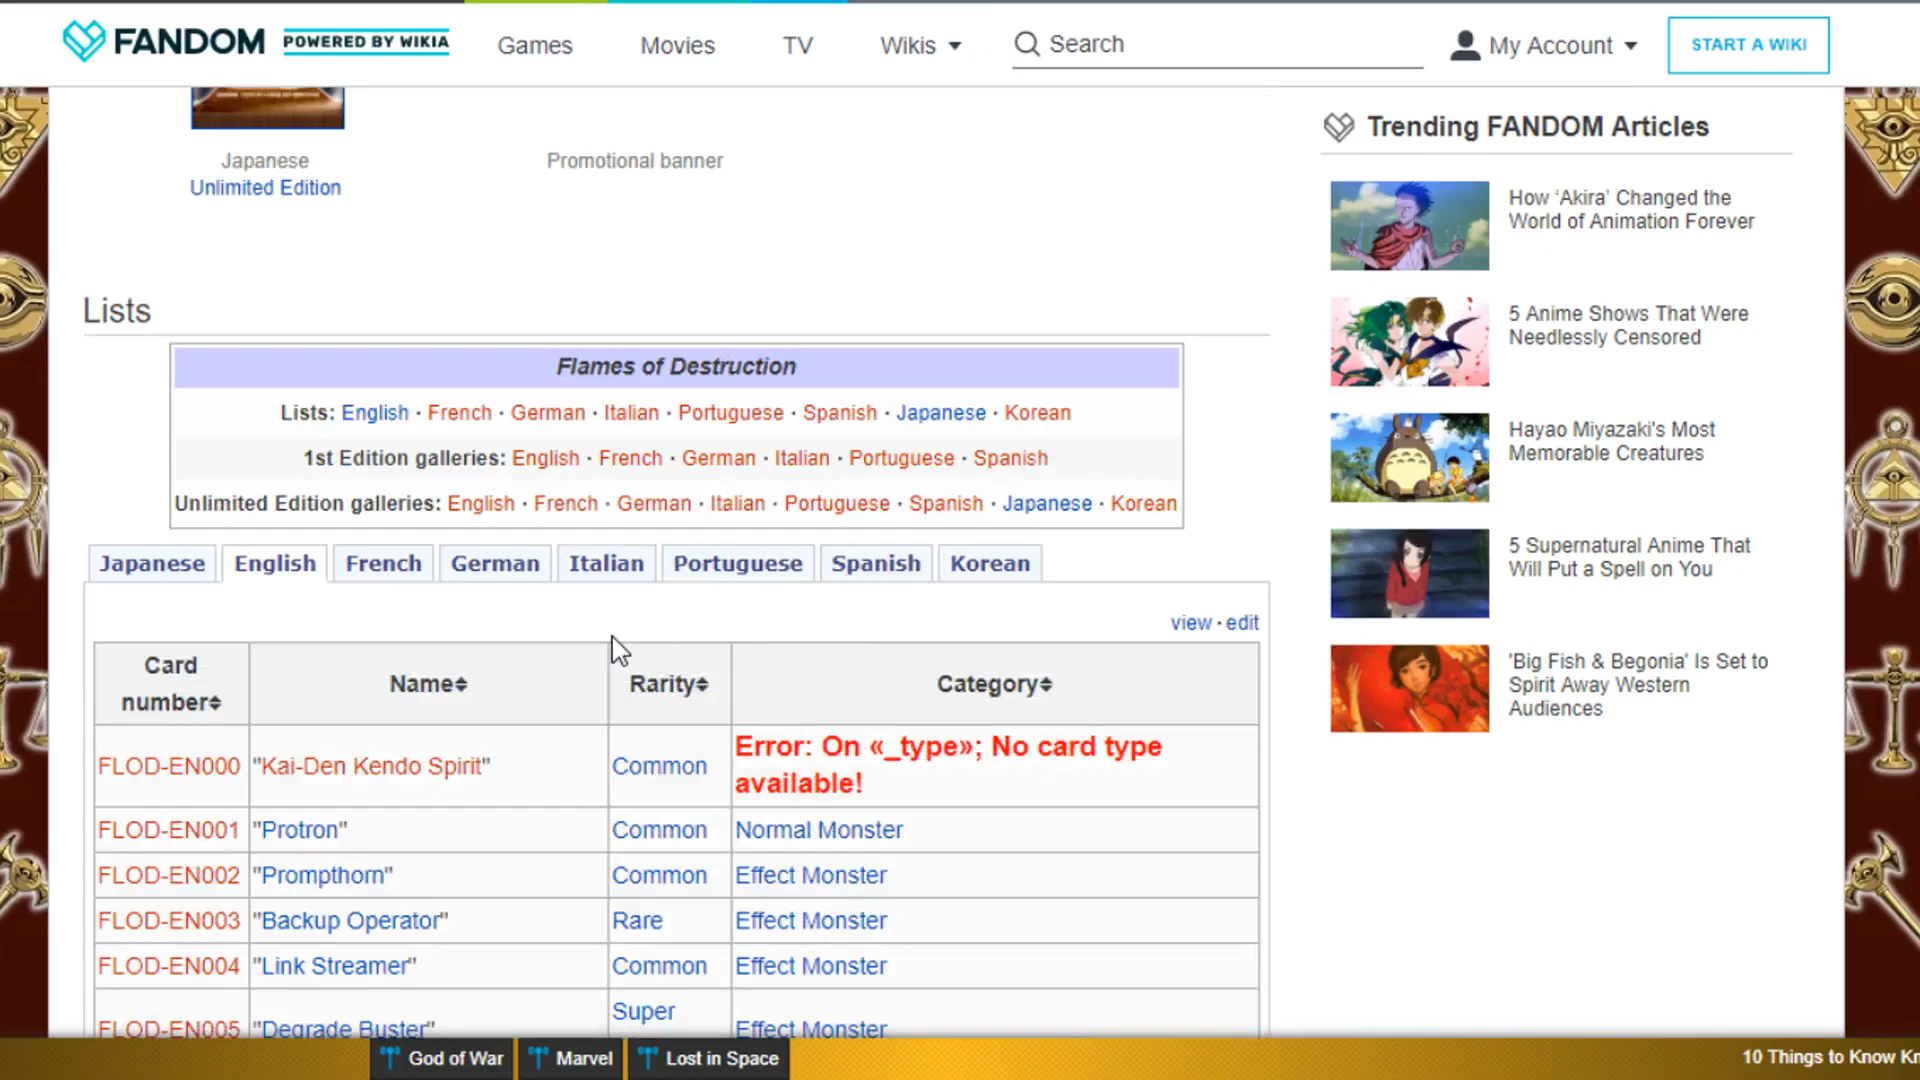 FANDOM POWERED BY WIKIA Games Movies TV Wikis Search My Account START A WIKI
Japanese
Unlimited Edition
Promotional banner
Lists
Flames of Destruction
Lists: English · French · German · Italian · Portuguese · Spanish · Japanese · Korean
1st Edition galleries: English · French · German · Italian · Portuguese · Spanish
Unlimited Edition galleries: English · French · German · Italian · Portuguese · Spanish · Japanese · Korean
Japanese English French German Italian Portuguese Spanish Korean
view · edit
Card number Name Rarity Category
FLOD-EN000 "Kai-Den Kendo Spirit" Common Error: On «_type»; No card type available!
FLOD-EN001 "Protron" Common Normal Monster
FLOD-EN002 "Prompthorn" Common Effect Monster
FLOD-EN003 "Backup Operator" Rare Effect Monster
FLOD-EN004 "Link Streamer" Common Effect Monster
FLOD-EN005 "Degrade Buster" Super Effect Monster
Trending FANDOM Articles
How ‘Akira’ Changed the
World of Animation Forever
5 Anime Shows That Were
Needlessly Censored
Hayao Miyazaki's Most
Memorable Creatures
5 Supernatural Anime That
Will Put a Spell on You
'Big Fish & Begonia' Is Set to
Spirit Away Western
Audiences
God of War Marvel Lost in Space 10 Things to Know Kn